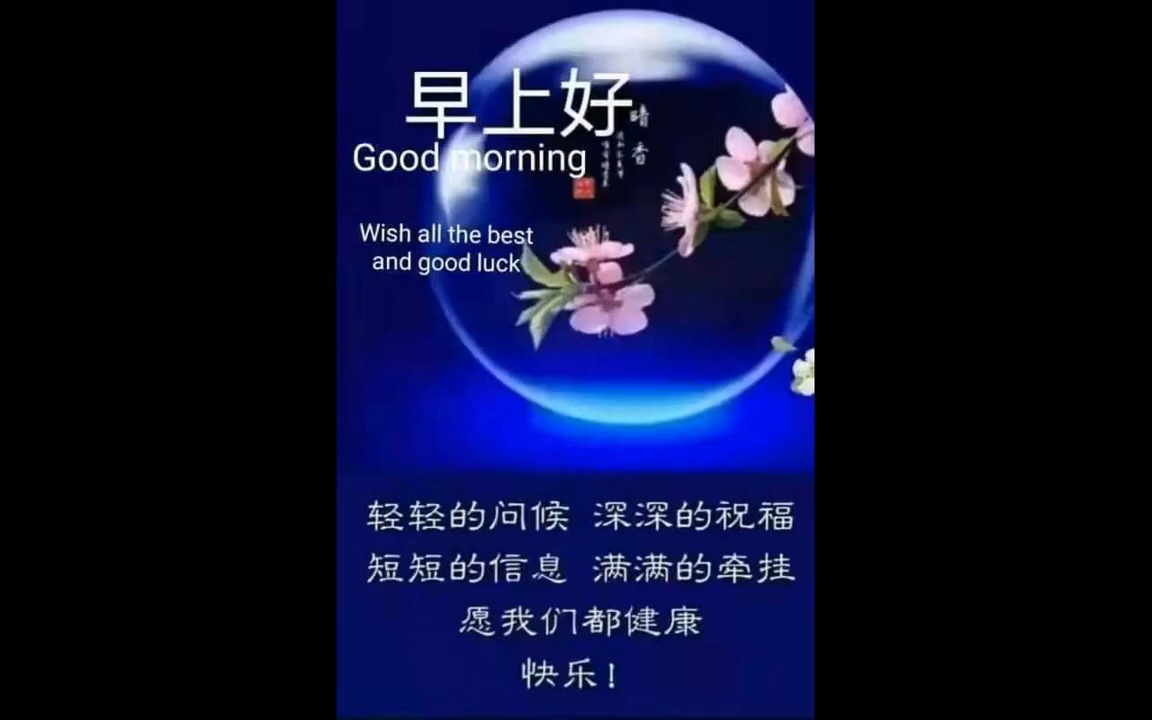 早上好
Good morning
暗香
Wish all the best
and good luck
轻轻的问候 深深的祝福
短短的信息 满满的牵挂
愿我们都健康
快乐！